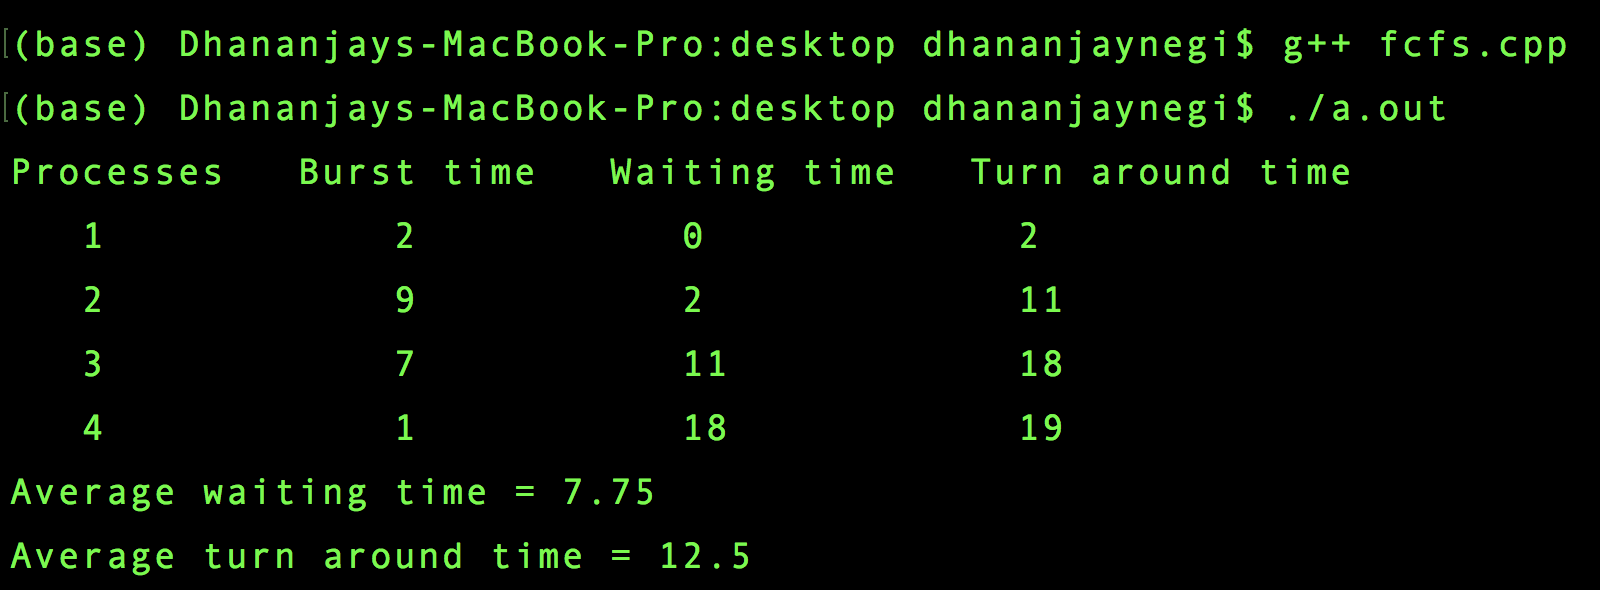 [(base) Dhananjays-MacBook-Pro:desktop dhananjaynegi$ g++ fcfs.cpp
[(base) Dhananjays-MacBook-Pro:desktop dhananjaynegi$ ./a.out
Processes   Burst time   Waiting time   Turn around time
1   2   0   2
2   9   2   11
3   7   11   18
4   1   18   19
Average waiting time = 7.75
Average turn around time = 12.5